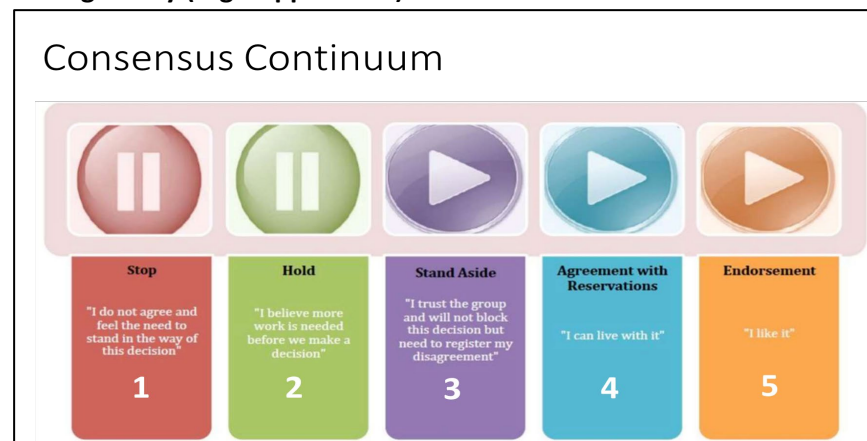 Consensus Continuum
Stop
"I do not agree and
feel the need to
stand in the way of
this decision"
1
Hold
"I believe more
work is needed
before we make a
decision"
2
Stand Aside
"I trust the group
and will not block
this decision but
need to register my
disagreement"
3
Agreement with
Reservations
"I can live with it"
4
Endorsement
"I like it"
5